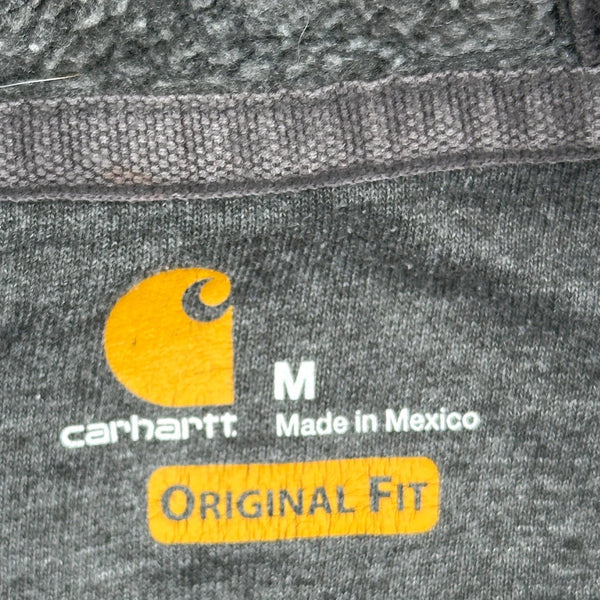 M
carhartt.
Made in Mexico
ORIGINAL FIT